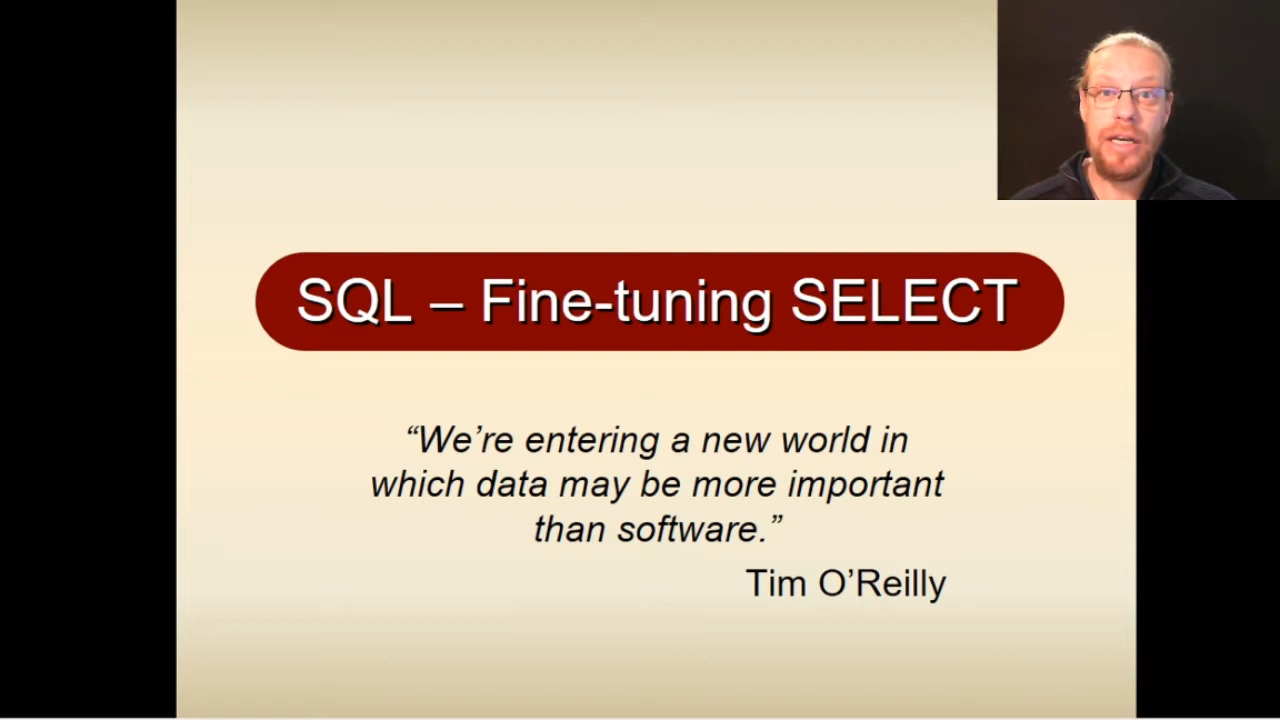 SQL – Fine-tuning SELECT
“We’re entering a new world in
which data may be more important
than software.”
Tim O’Reilly